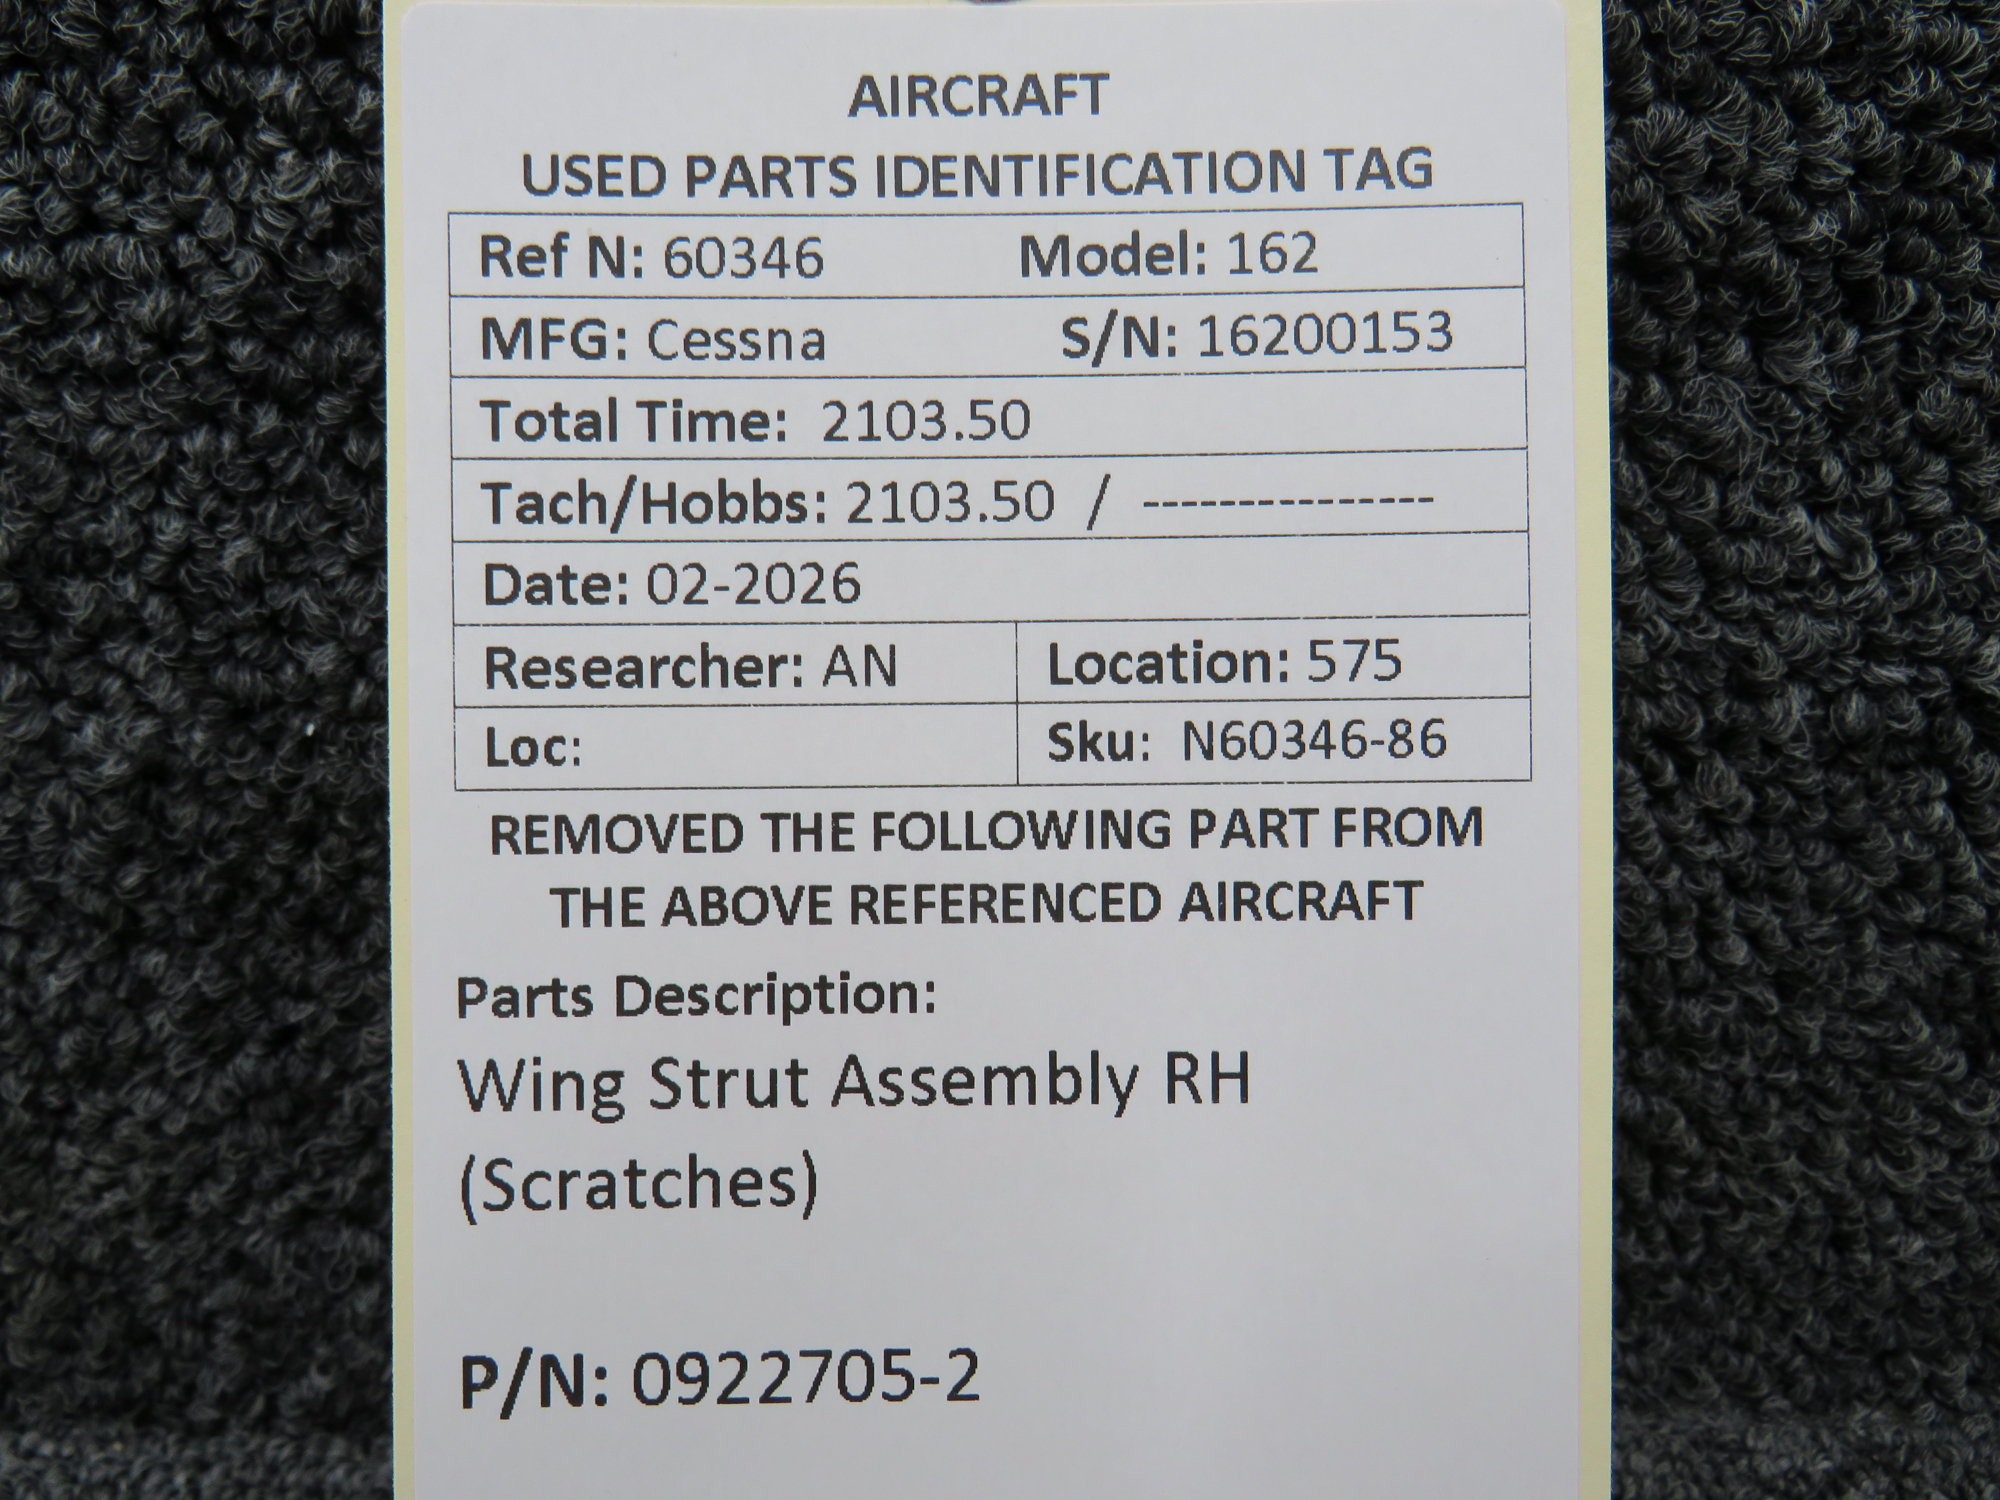 AIRCRAFT
USED PARTS IDENTIFICATION TAG
Ref N: 60346 Model: 162
MFG: Cessna S/N: 16200153
Total Time: 2103.50
Tach/Hobbs: 2103.50 / ---------------
Date: 02-2026
Researcher: AN Location: 575
Loc: Sku: N60346-86
REMOVED THE FOLLOWING PART FROM
THE ABOVE REFERENCED AIRCRAFT
Parts Description:
Wing Strut Assembly RH
(Scratches)
P/N: 0922705-2